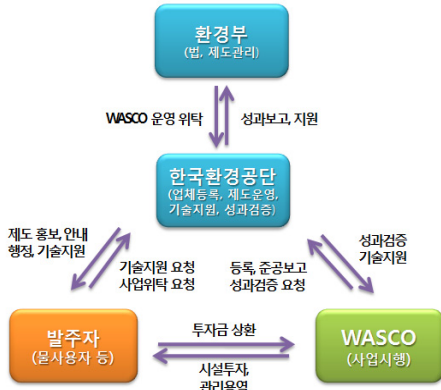 환경부
(법, 제도관리)
WASCO 운영 위탁
성과보고, 지원
한국환경공단
(업체등록, 제도운영,
기술지원, 성과검증)
제도 홍보, 안내
행정, 기술지원
기술지원 요청
사업위탁 요청
등록, 준공보고
성과검증 요청
성과검증
기술지원
발주자
(물사용자 등)
투자금 상환
시설투자,
관리용영
WASCO
(사업시행)